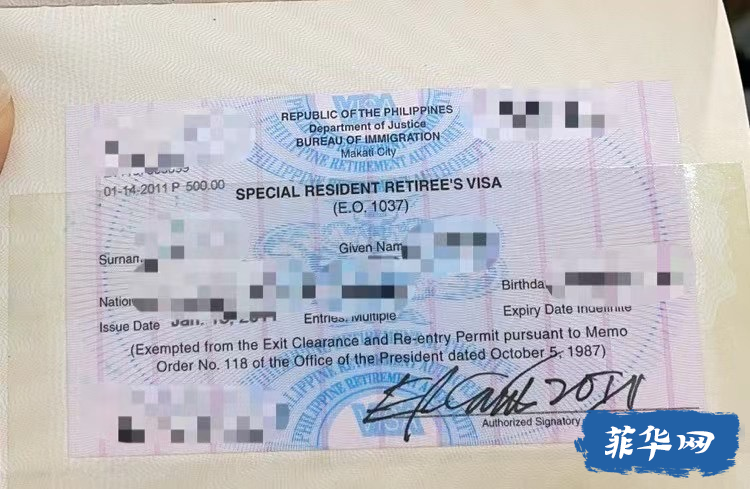 REPUBLIC OF THE PHILIPPINES
Department of Justice
BUREAU OF IMMIGRATION
Makati City
01-14-2011 P 500.00
SPECIAL RESIDENT RETIREE'S VISA
(E.O. 1037)
Surnam
Given Nam
Nation
Birthda
Issue Date Jan.
Entries: Multiple
Expiry Date Indefinite
(Exempted from the Exit Clearance and Re-entry Permit pursuant to Memo
Order No. 118 of the Office of the President dated October 5, 1987)
Authorized Signatory
菲华网